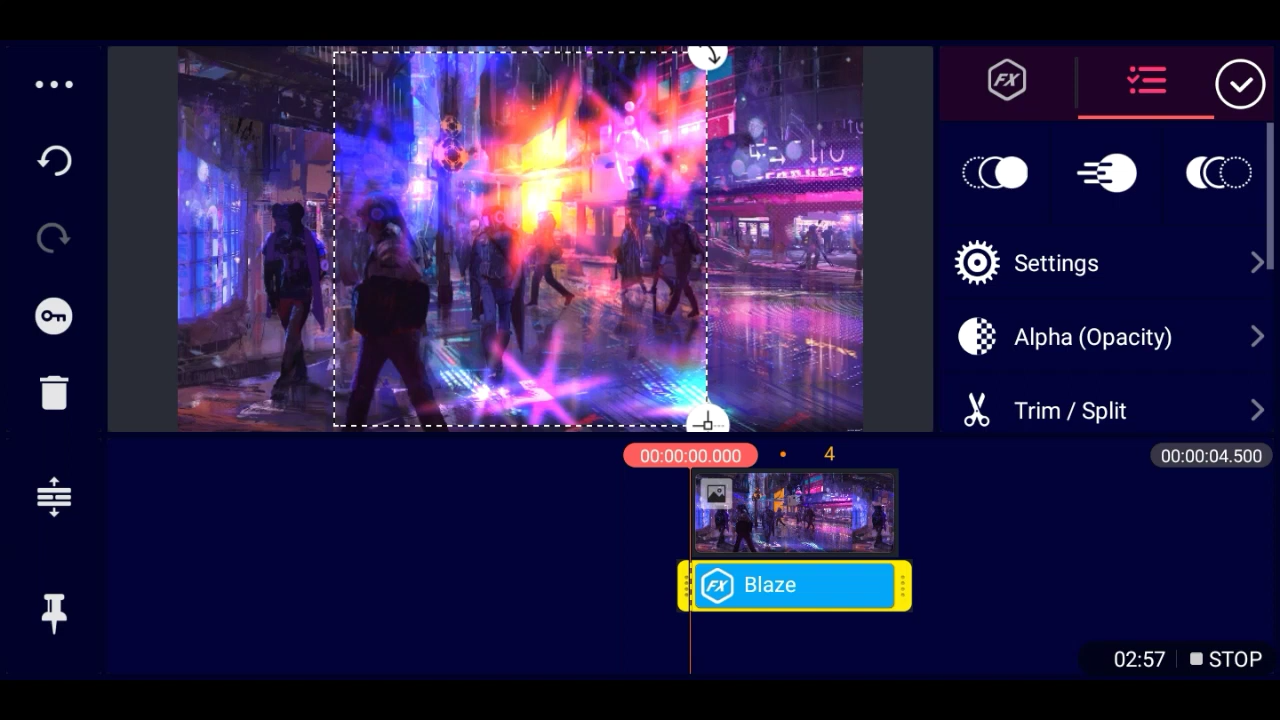 FX
Settings
Alpha (Opacity)
Trim / Split
00:00:00.000
4
00:00:04.500
FX Blaze
02:57 STOP